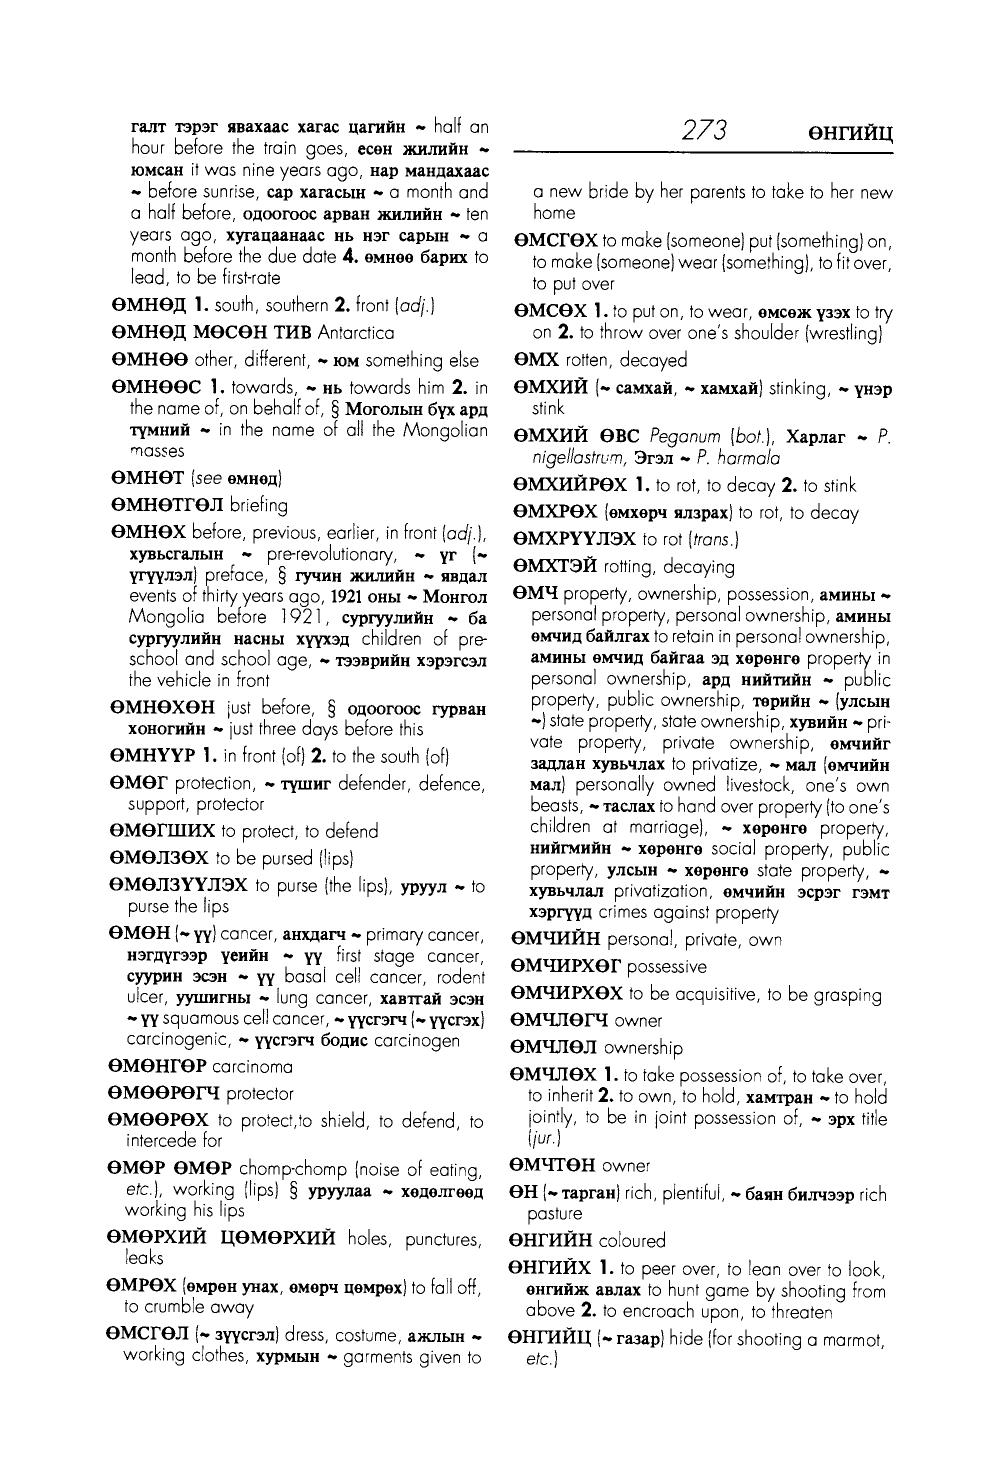 галт тэрэг явахаас хагас цагийн ~ half an
hour before the train goes, есөн жилийн ~
юмсан it was nine years ago, нар мандахаас
~ before sunrise, сар хагасын ~ a month and
a half before, одоогоос арван жилийн ~ ten
years ago, хугацаанаас нь нэг сарын ~ a
month before the due date 4. өмнөө барих to
lead, to be first-rate
ӨМНӨД 1. south, southern 2. front (adj.)
ӨМНӨД МӨСӨН ТИВ Antarctica
ӨМНӨӨ other, different, ~ юм something else
ӨМНӨӨС 1. towards, ~ нь towards him 2. in
the name of, on behalf of, § Моголын бүх ард
түмний ~ in the name of all the Mongolian
masses
ӨМНӨТ (see өмнөд)
ӨМНӨТГӨЛ briefing
ӨМНӨХ before, previous, earlier, in front (adj.),
хувьсгалын ~ pre-revolutionary, ~ үг (~
үгүүлэл) preface, § гучин жилийн ~ явдал
events of thirty years ago, 1921 оны ~ Монгол
Mongolia before 1921, сургуулийн ~ ба
сургуулийн насны хүүхэд children of pre-
school and school age, ~ тээврийн хэрэгсэл
the vehicle in front
ӨМНӨХӨН just before, § одоогоос гурван
хоногийн ~ just three days before this
ӨМНҮҮР 1. in front (of) 2. to the south (of)
ӨМӨГ protection, ~ түшиг defender, defence,
support, protector
ӨМӨГШИХ to protect, to defend
ӨМӨЛЗӨХ to be pursed (lips)
ӨМӨЛЗҮҮЛЭХ to purse (the lips), уруул ~ to
purse the lips
ӨМӨН (~ үү) cancer, анхдагч ~ primary cancer,
нэгдүгээр үеийн ~ үү first stage cancer,
суурин эсэн ~ үү basal cell cancer, rodent
ulcer, уушигны ~ lung cancer, хавтгай эсэн
~ үү squamous cell cancer, ~ үүсгэгч (~ үүсгэх)
carcinogenic, ~ үүсгэгч бодис carcinogen
ӨМӨНГӨР carcinoma
ӨМӨӨРӨГЧ protector
ӨМӨӨРӨХ to protect,to shield, to defend, to
intercede for
ӨМӨР ӨМӨР chomp-chomp (noise of eating,
etc.), working (lips) § уруулаа ~ хөдөлгөөд
working his lips
ӨМӨРХИЙ ЦӨМӨРХИЙ holes, punctures,
leaks
ӨМРӨХ (өмрөн унах, өмөрч цөмрөх) to fall off,
to crumble away
ӨМСГӨЛ (~ зүүсгэл) dress, costume, ажлын ~
working clothes, хурмын ~ garments given to
273 ӨНГИЙЦ
a new bride by her parents to take to her new
home
ӨМСГӨХ to make (someone) put (something) on,
to make (someone) wear (something), to fit over,
to put over
ӨМСӨХ 1. to put on, to wear, өмсөж үзэх to try
on 2. to throw over one's shoulder (wrestling)
ӨМХ rotten, decayed
ӨМХИЙ (~ самхай, ~ хамхай) stinking, ~ үнэр
stink
ӨМХИЙ ӨВС Peganum (bot.), Харлаг ~ P.
nigellastrum, Эгэл ~ P. harmala
ӨМХИЙРӨХ 1. to rot, to decay 2. to stink
ӨМХРӨХ (өмхөрч ялзрах) to rot, to decay
ӨМХРҮҮЛЭХ to rot (trans.)
ӨМХТЭЙ rotting, decaying
ӨМЧ property, ownership, possession, амины ~
personal property, personal ownership, амины
өмчид байлгах to retain in personal ownership,
амины өмчид байгаа эд хөрөнгө property in
personal ownership, ард нийтийн ~ public
property, public ownership, төрийн ~ (улсын
~) state property, state ownership, хувийн ~ pri-
vate property, private ownership, өмчийг
задлан хувьчлах to privatize, ~ мал (өмчийн
мал) personally owned livestock, one's own
beasts, ~ таслах to hand over property (to one's
children at marriage), ~ хөрөнгө property,
нийгмийн ~ хөрөнгө social property, public
property, улсын ~ хөрөнгө state property, ~
хувьчлал privatization, өмчийн эсрэг гэмт
хэргүүд crimes against property
ӨМЧИЙН personal, private, own
ӨМЧИРХӨГ possessive
ӨМЧИРХӨХ to be acquisitive, to be grasping
ӨМЧЛӨГЧ owner
ӨМЧЛӨЛ ownership
ӨМЧЛӨХ 1. to take possession of, to take over,
to inherit 2. to own, to hold, хамтран ~ to hold
jointly, to be in joint possession of, ~ эрх title
(jur.)
ӨМЧТӨН owner
ӨН (~ тарган) rich, plentiful, ~ баян билчээр rich
pasture
ӨНГИЙН coloured
ӨНГИЙХ 1. to peer over, to lean over to look,
өнгийж авлах to hunt game by shooting from
above 2. to encroach upon, to threaten
ӨНГИЙЦ (~ газар) hide (for shooting a marmot,
etc.)